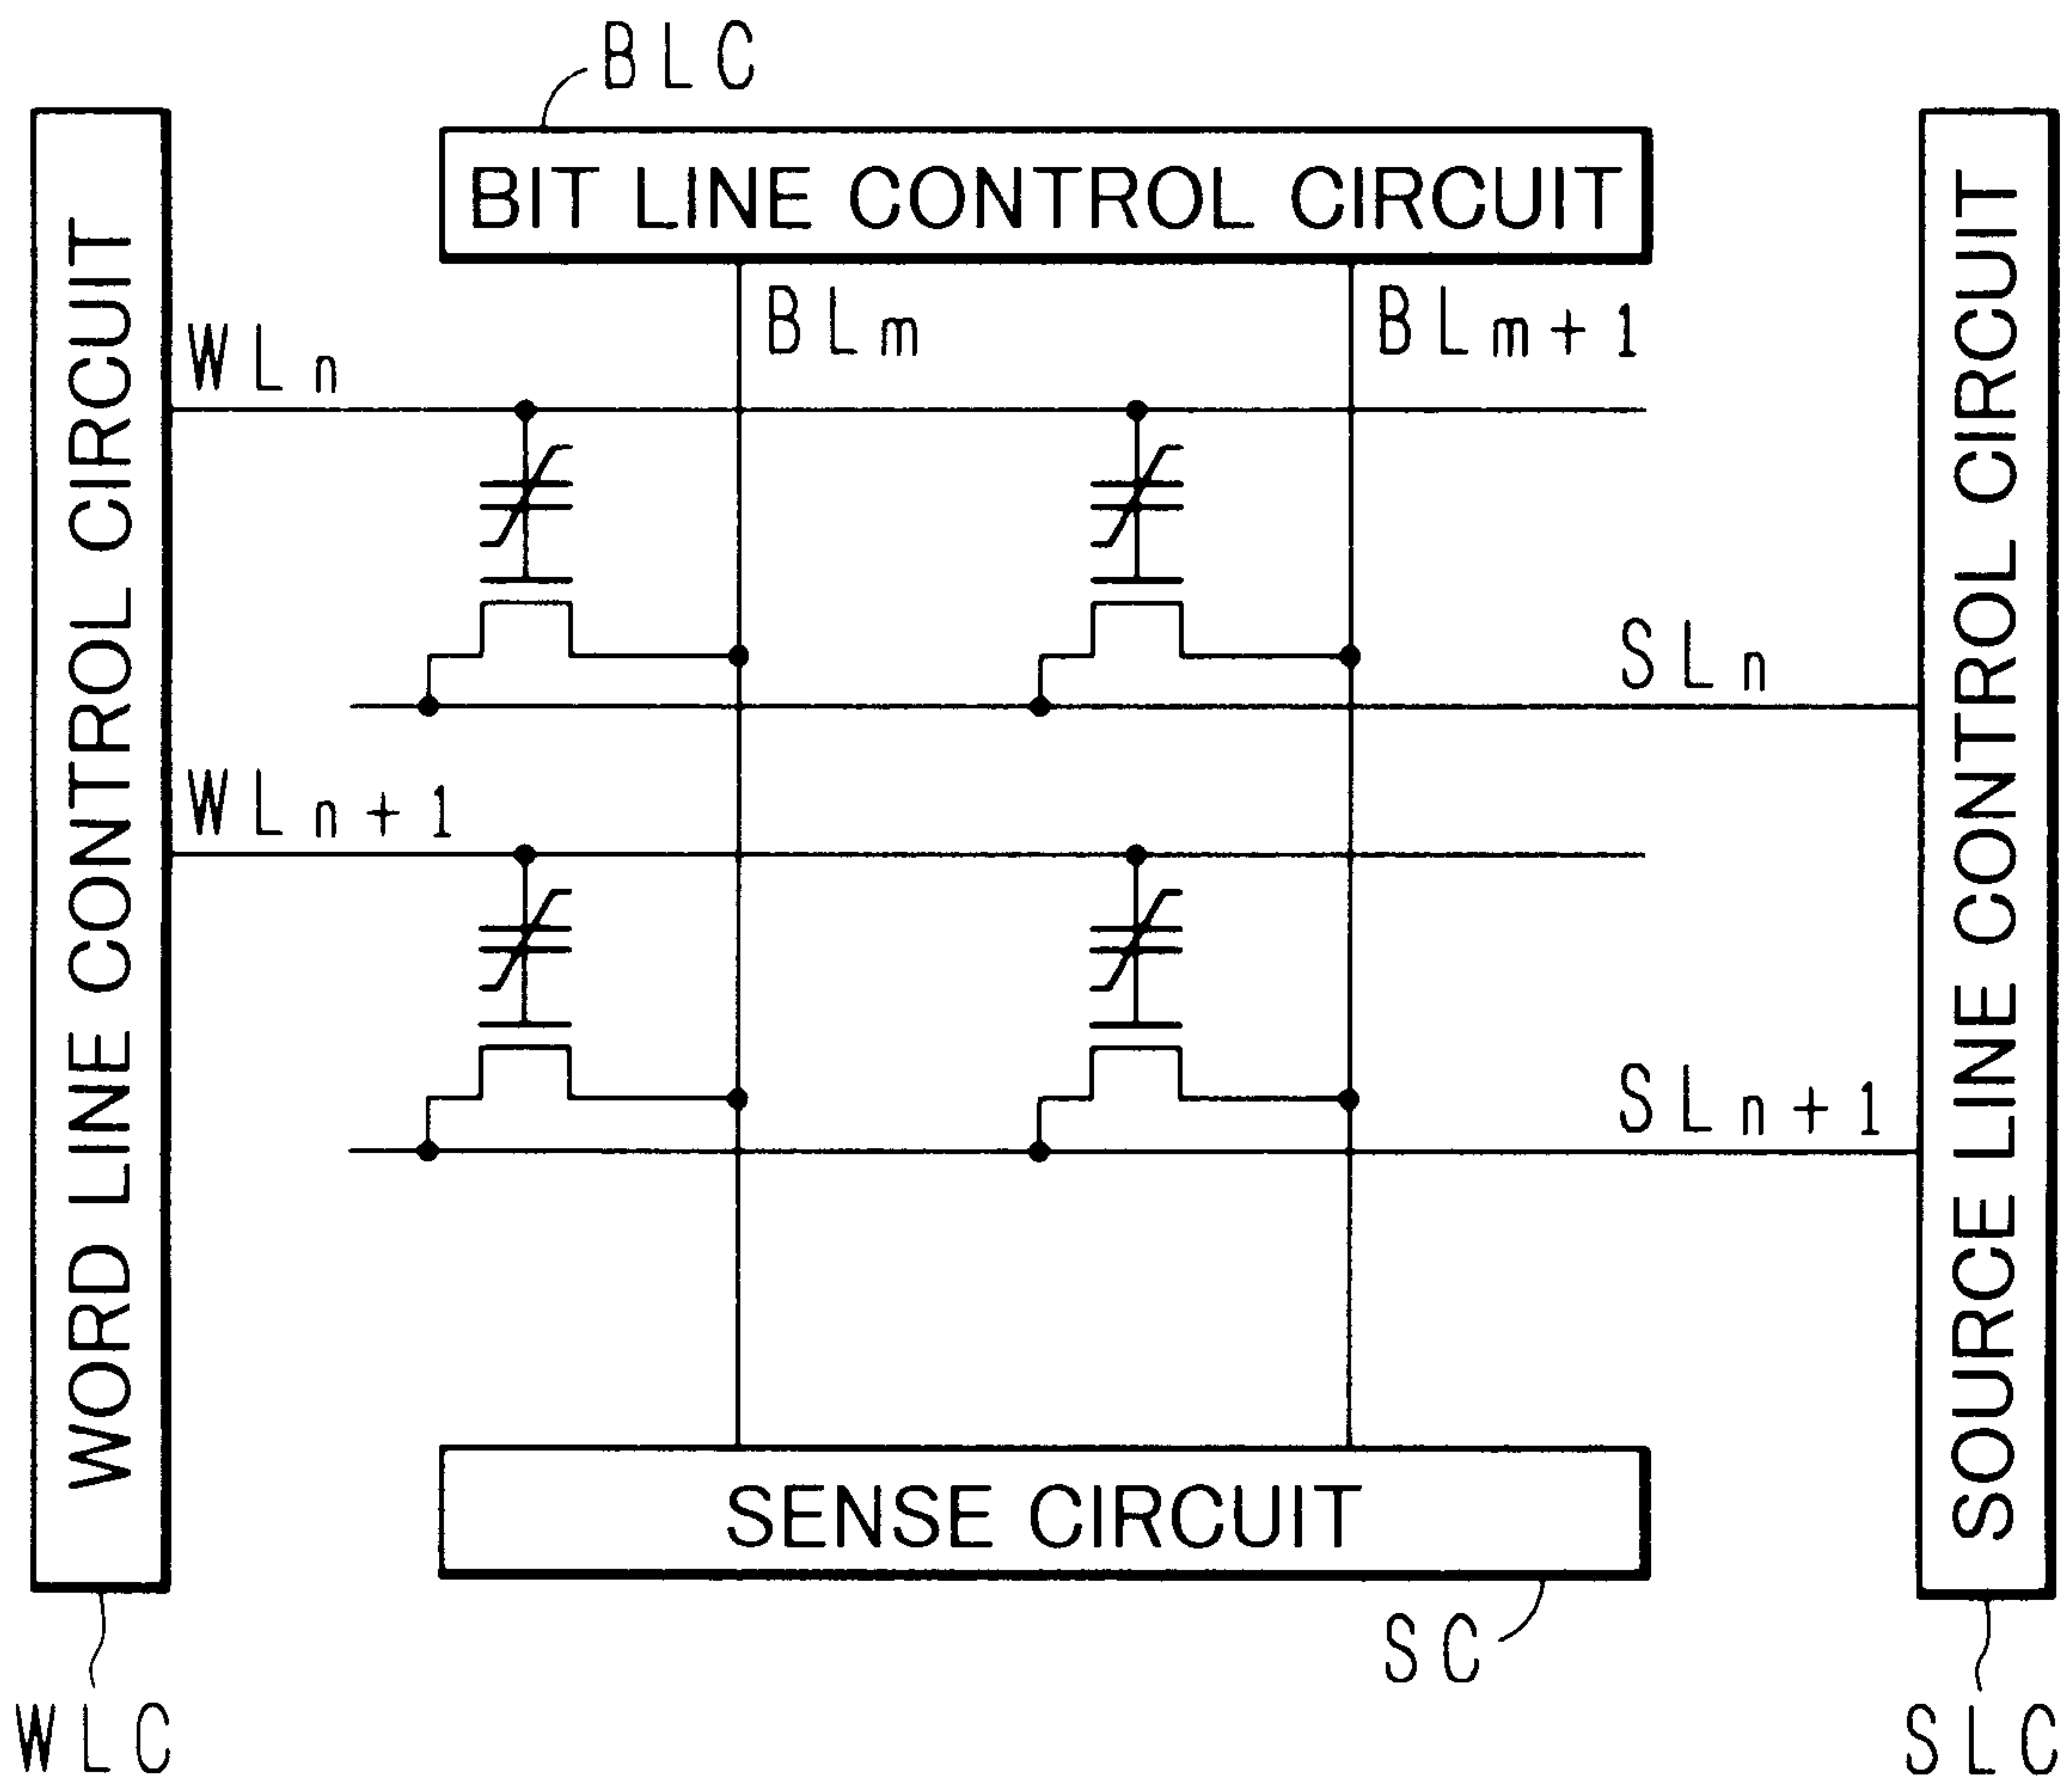 BLC
BIT LINE CONTROL CIRCUIT
WORD LINE CONTROL CIRCUIT
SOURCE LINE CONTROL CIRCUIT
BLm
BLm+1
WLn
SLn
WLn+1
SLn+1
SENSE CIRCUIT
SC
WLC
SLC